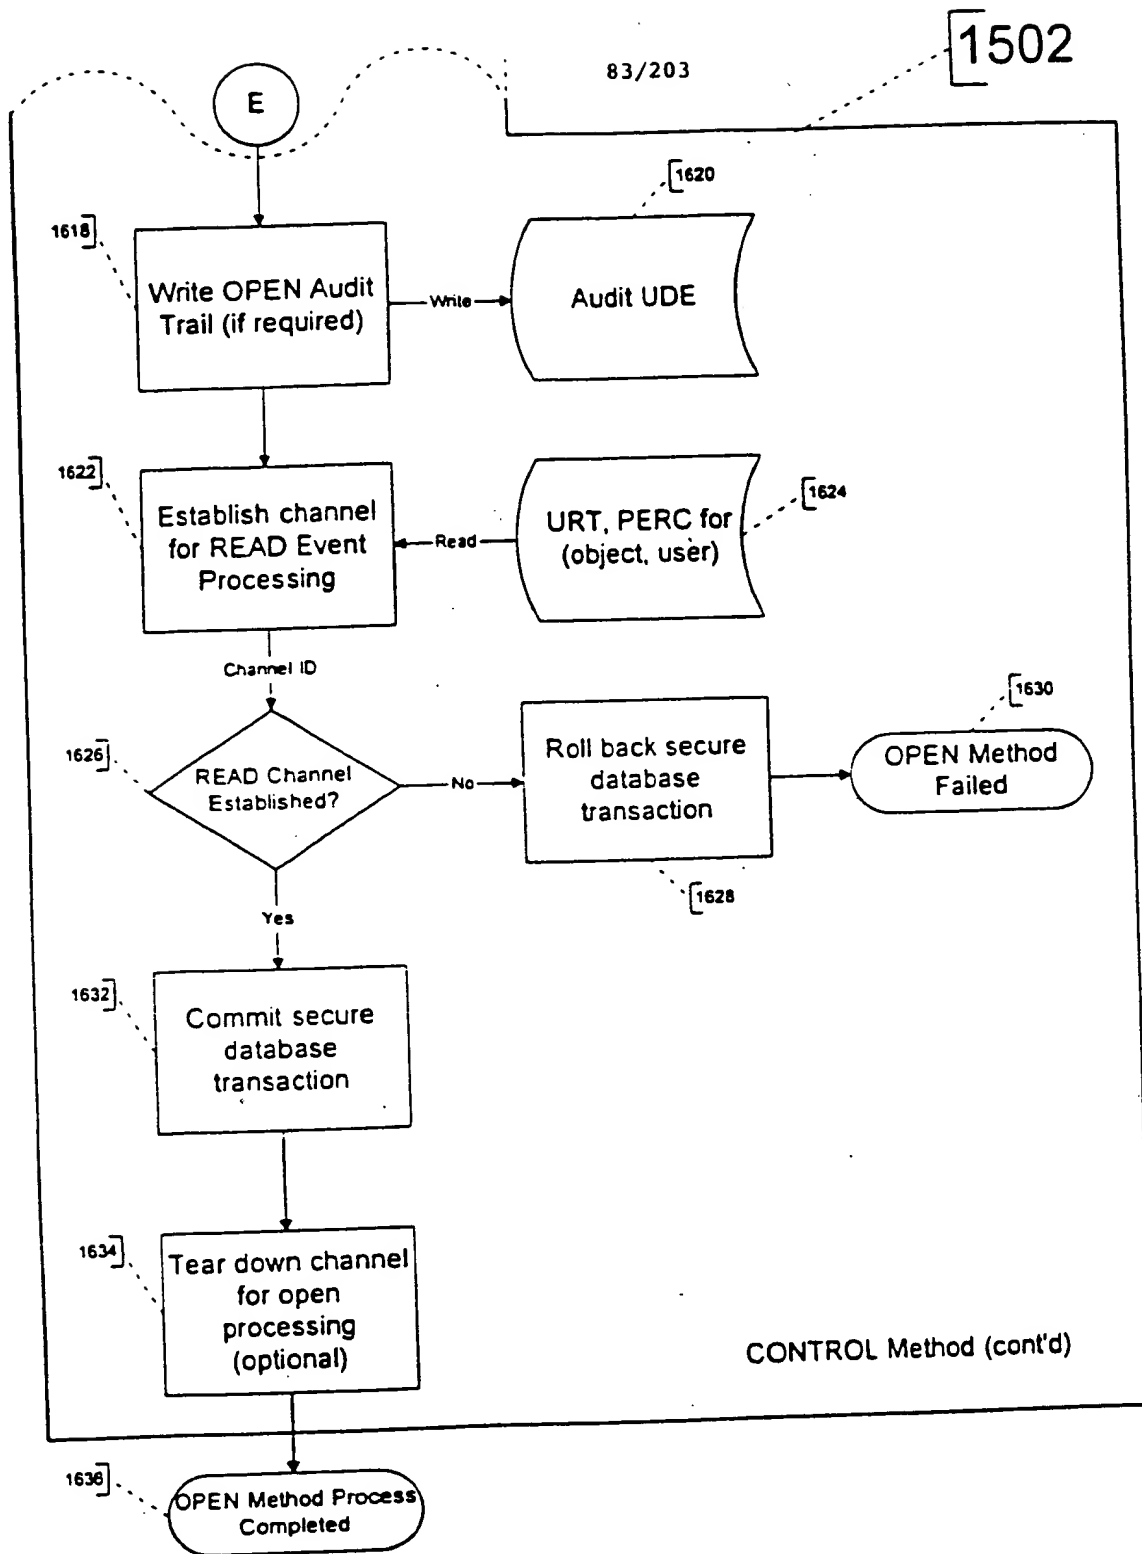 83/203
1502
E
1618
Write OPEN Audit
Trail (if required)
Write
1620
Audit UDE
1622
Establish channel
for READ Event
Processing
Read
URT, PERC for
(object, user)
1624
Channel ID
1626
READ Channel
Established?
No
Roll back secure
database
transaction
1628
1630
OPEN Method
Failed
Yes
1632
Commit secure
database
transaction
1634
Tear down channel
for open
processing
(optional)
CONTROL Method (cont'd)
1636
OPEN Method Process
Completed